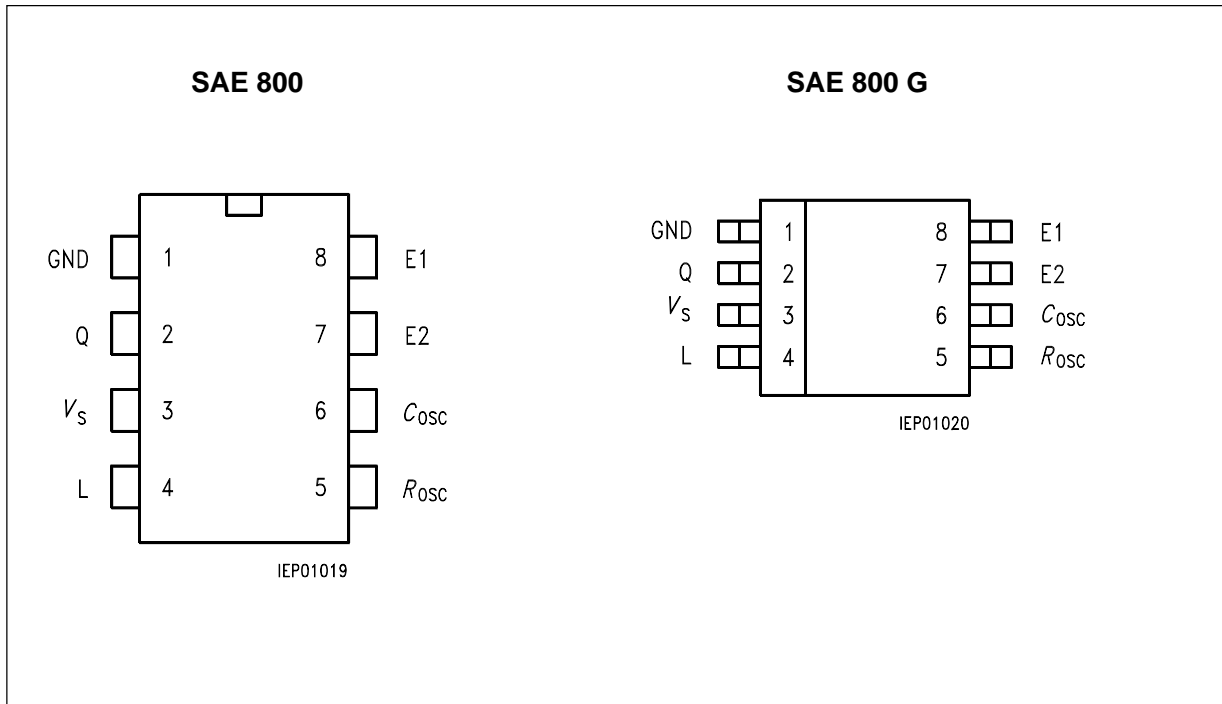 SAE 800
GND 1 8 E1
Q 2 7 E2
VS 3 6 COSC
L 4 5 ROSC
IEP01019
SAE 800 G
GND 1 8 E1
Q 2 7 E2
VS 3 6 COSC
L 4 5 ROSC
IEP01020